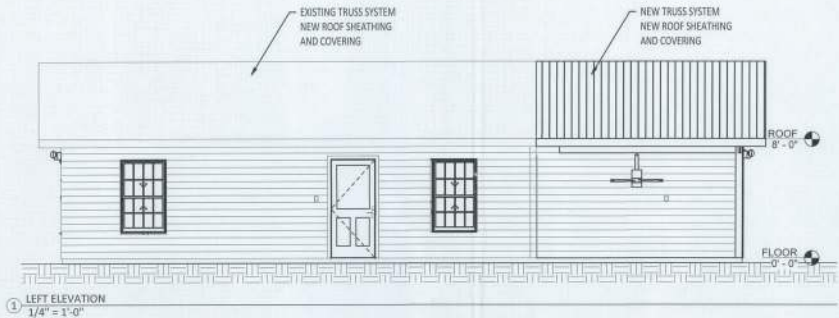 EXISTING TRUSS SYSTEM
NEW ROOF SHEATHING
AND COVERING
NEW TRUSS SYSTEM
NEW ROOF SHEATHING
AND COVERING
ROOF
8' - 0"
FLOOR
0' - 0"
1 LEFT ELEVATION
1/4" = 1'-0"